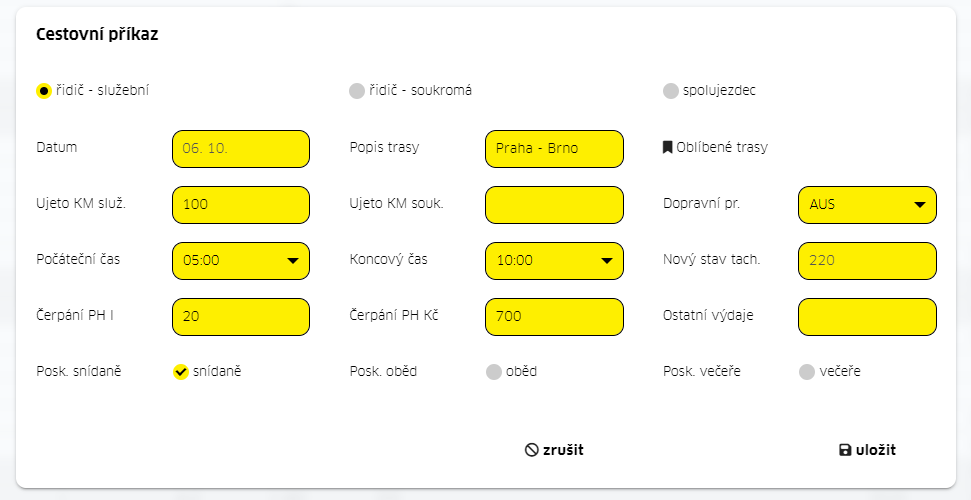 Cestovní příkaz
řidič - služební řidič - soukromá spolujezdec
Datum 06. 10. Popis trasy Praha - Brno Oblíbené trasy
Ujeto KM služ. 100 Ujeto KM souk. Dopravní pr. AUS
Počáteční čas 05:00 Koncový čas 10:00 Nový stav tach. 220
Čerpání PH l 20 Čerpání PH Kč 700 Ostatní výdaje
Posk. snídaně snídaně Posk. oběd oběd Posk. večeře večeře
zrušit uložit